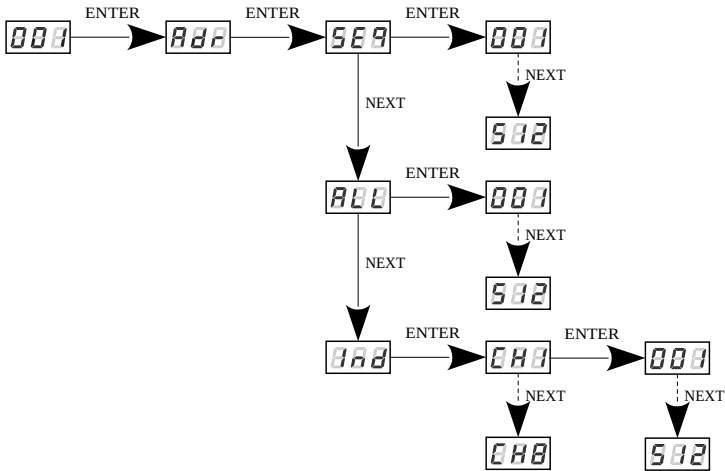 ENTER ENTER ENTER
001 Adr SEq 001
NEXT
NEXT
512
ENTER
ALL 001
NEXT
NEXT
512
ENTER ENTER
Ind CH1 001
NEXT NEXT
CH8 512